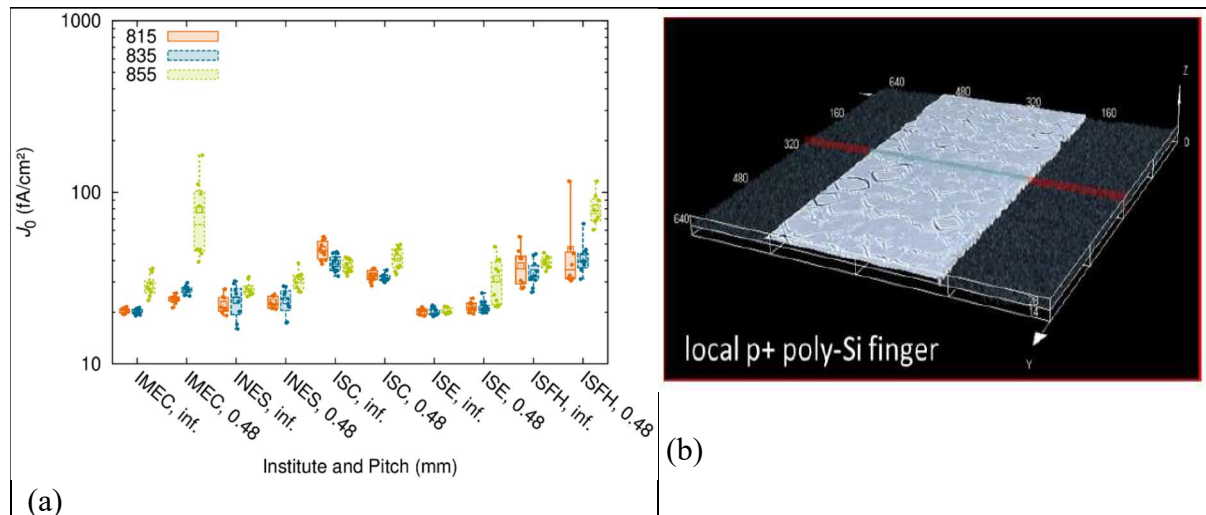 1000
100
10
J0 (fA/cm²)
815
835
855
IMEC, inf.
IMEC, 0.48
INES, inf.
INES, 0.48
ISC, inf.
ISC, 0.48
ISE, inf.
ISE, 0.48
ISFH, inf.
ISFH, 0.48
Institute and Pitch (mm)
(a)
Z
640
480
320
160
0
160
320
480
640
14
Y
local p+ poly-Si finger
(b)